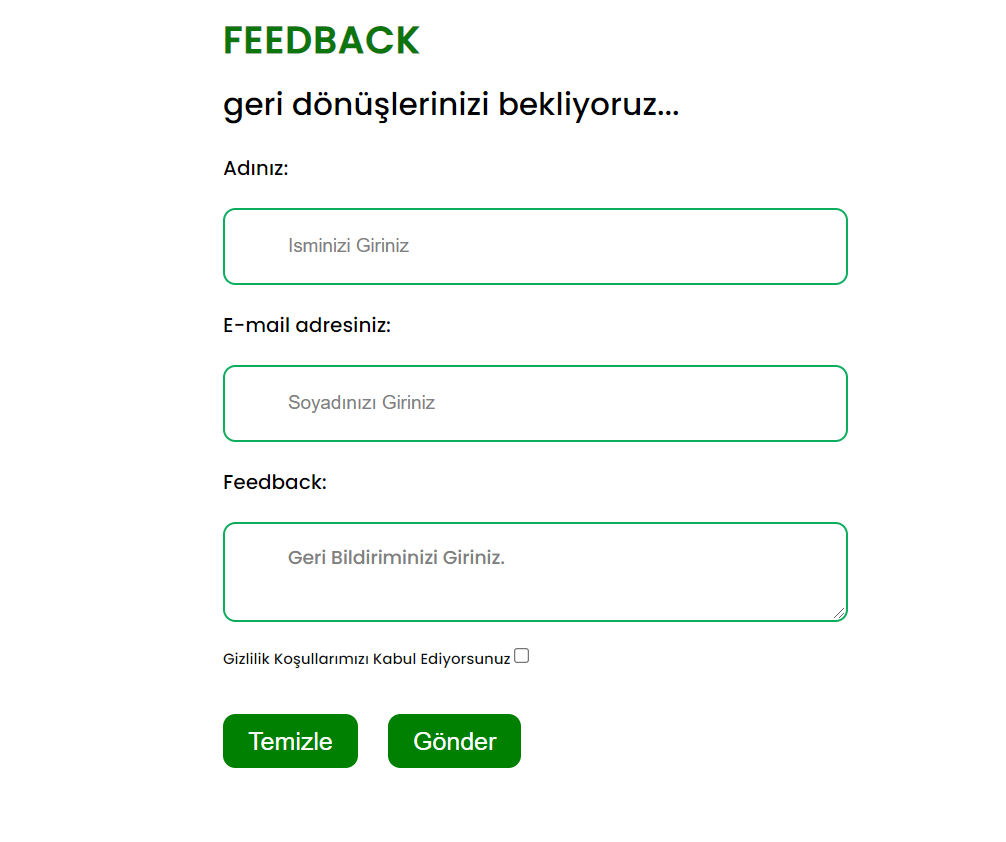 FEEDBACK
geri dönüşlerinizi bekliyoruz...
Adınız:
Isminizi Giriniz
E-mail adresiniz:
Soyadınızı Giriniz
Feedback:
Geri Bildiriminizi Giriniz.
Gizlilik Koşullarımızı Kabul Ediyorsunuz
Temizle Gönder